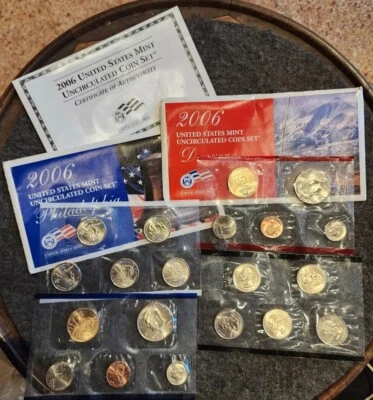 2006 UNITED STATES MINT
UNCIRCULATED COIN SET®
CERTIFICATE OF AUTHENTICITY
2006
UNITED STATES MINT
UNCIRCULATED COIN SET®
2006
UNITED STATES MINT
UNCIRCULATED COIN SET®
Philadelphia